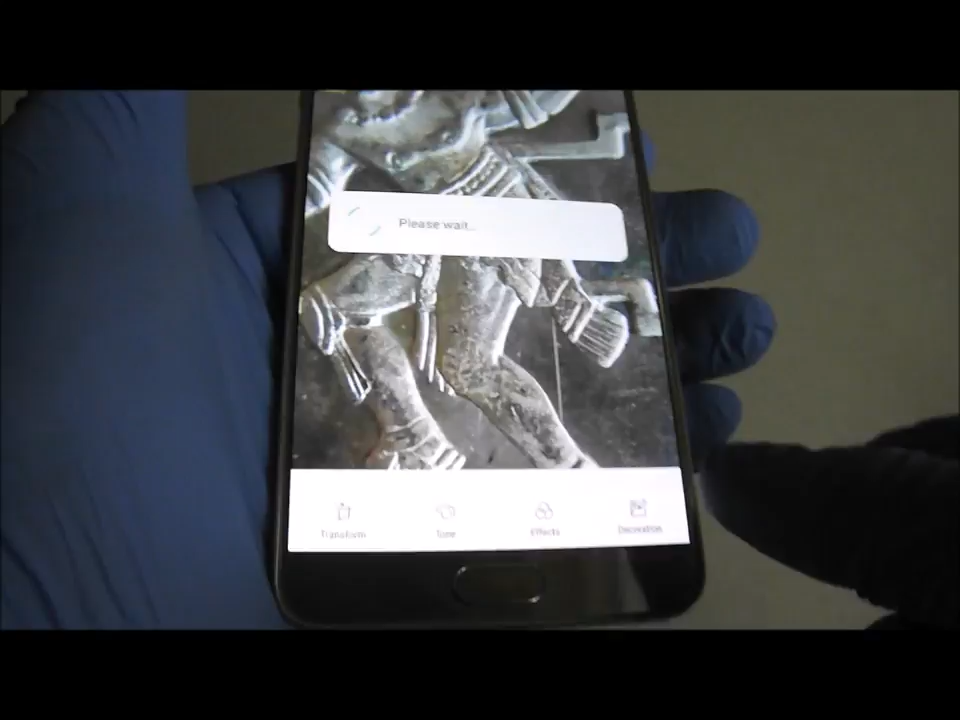 Please wait...
Transform
Tone
Effects
Decoration